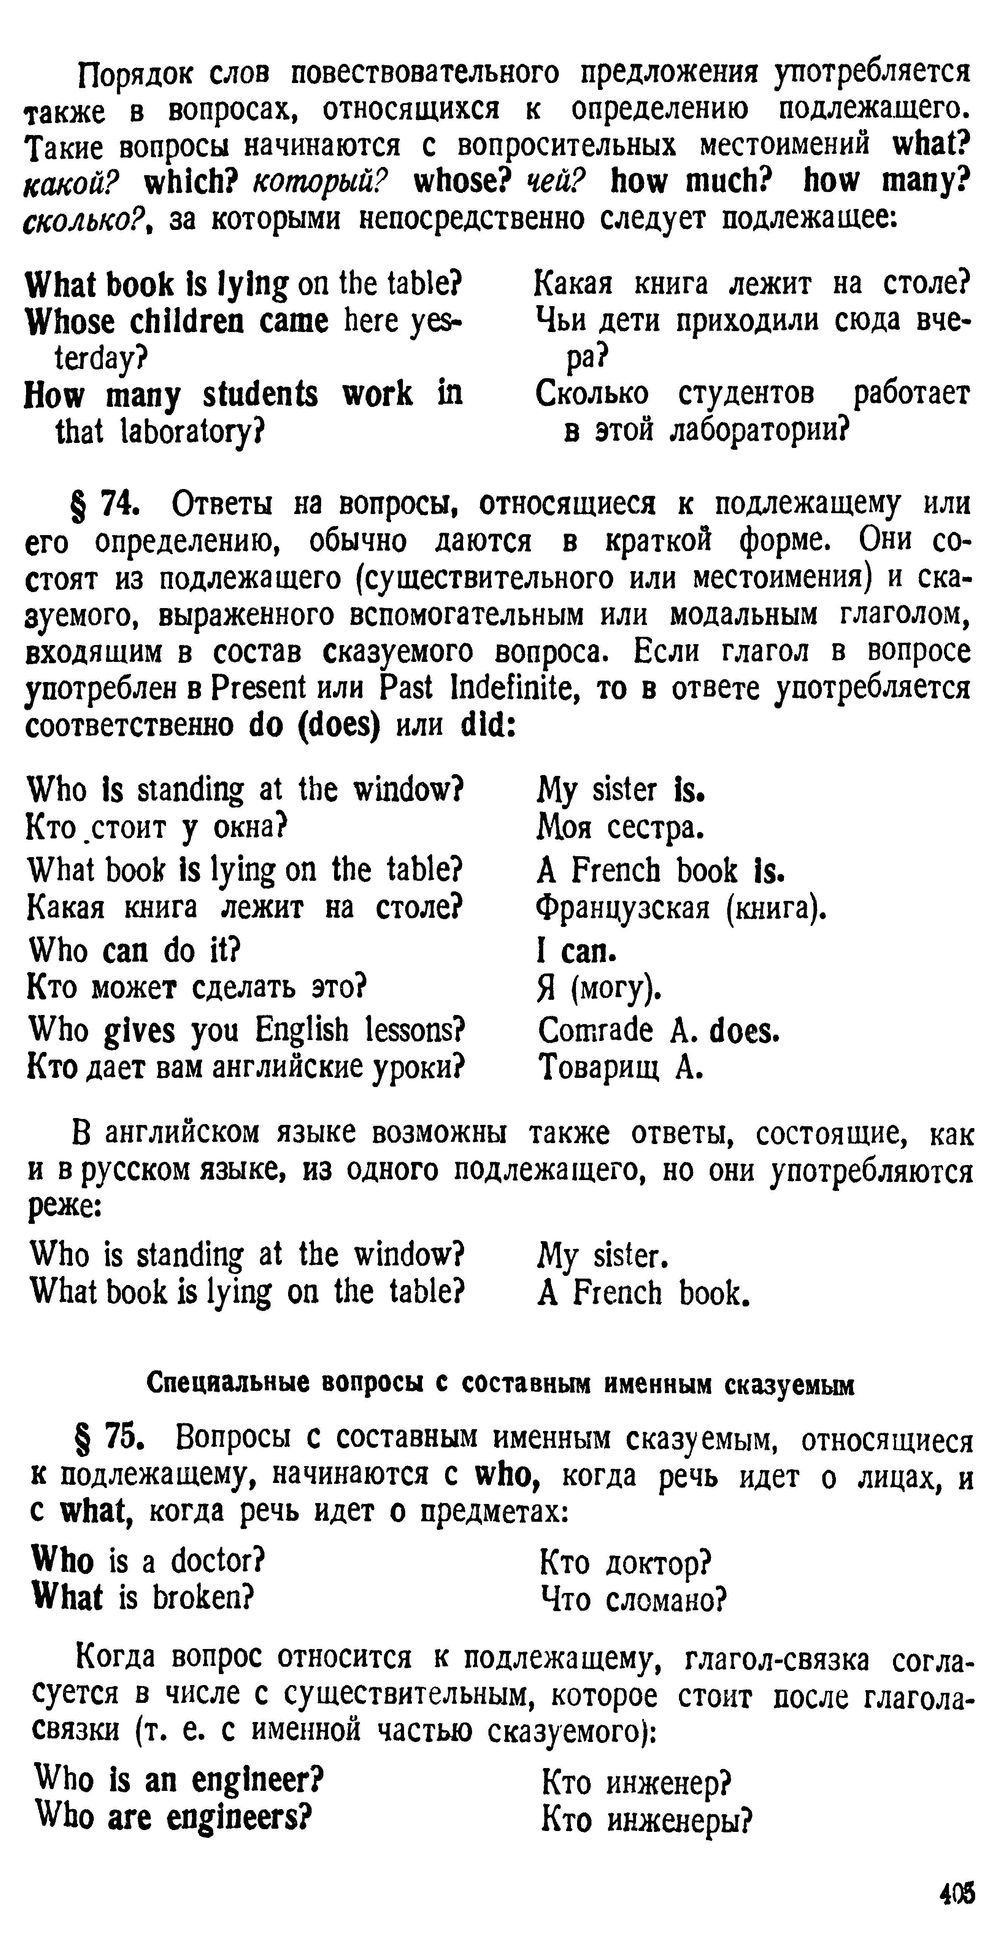 Порядок слов повествовательного предложения употребляется
также в вопросах, относящихся к определению подлежащего.
Такие вопросы начинаются с вопросительных местоимений what?
какой? which? который? whose? чей? how much? how many?
сколько?, за которыми непосредственно следует подлежащее:
What book is lying on the table? Какая книга лежит на столе?
Whose children came here yes- Чьи дети приходили сюда вче-
terday? ра?
How many students work in Сколько студентов работает
that laboratory? в этой лаборатории?
§ 74. Ответы на вопросы, относящиеся к подлежащему или
его определению, обычно даются в краткой форме. Они со-
стоят из подлежащего (существительного или местоимения) и ска-
зуемого, выраженного вспомогательным или модальным глаголом,
входящим в состав сказуемого вопроса. Если глагол в вопросе
употреблен в Present или Past Indefinite, то в ответе употребляется
соответственно do (does) или did:
Who is standing at the window? My sister is.
Кто стоит у окна? Моя сестра.
What book is lying on the table? A French book is.
Какая книга лежит на столе? Французская (книга).
Who can do it? I can.
Кто может сделать это? Я (могу).
Who gives you English lessons? Comrade A. does.
Кто дает вам английские уроки? Товарищ А.
В английском языке возможны также ответы, состоящие, как
и в русском языке, из одного подлежащего, но они употребляются
реже:
Who is standing at the window? My sister.
What book is lying on the table? A French book.
Специальные вопросы с составным именным сказуемым
§ 75. Вопросы с составным именным сказуемым, относящиеся
к подлежащему, начинаются с who, когда речь идет о лицах, и
с what, когда речь идет о предметах:
Who is a doctor? Кто доктор?
What is broken? Что сломано?
Когда вопрос относится к подлежащему, глагол-связка согла-
суется в числе с существительным, которое стоит после глагола-
связки (т. е. с именной частью сказуемого):
Who is an engineer? Кто инженер?
Who are engineers? Кто инженеры?
405